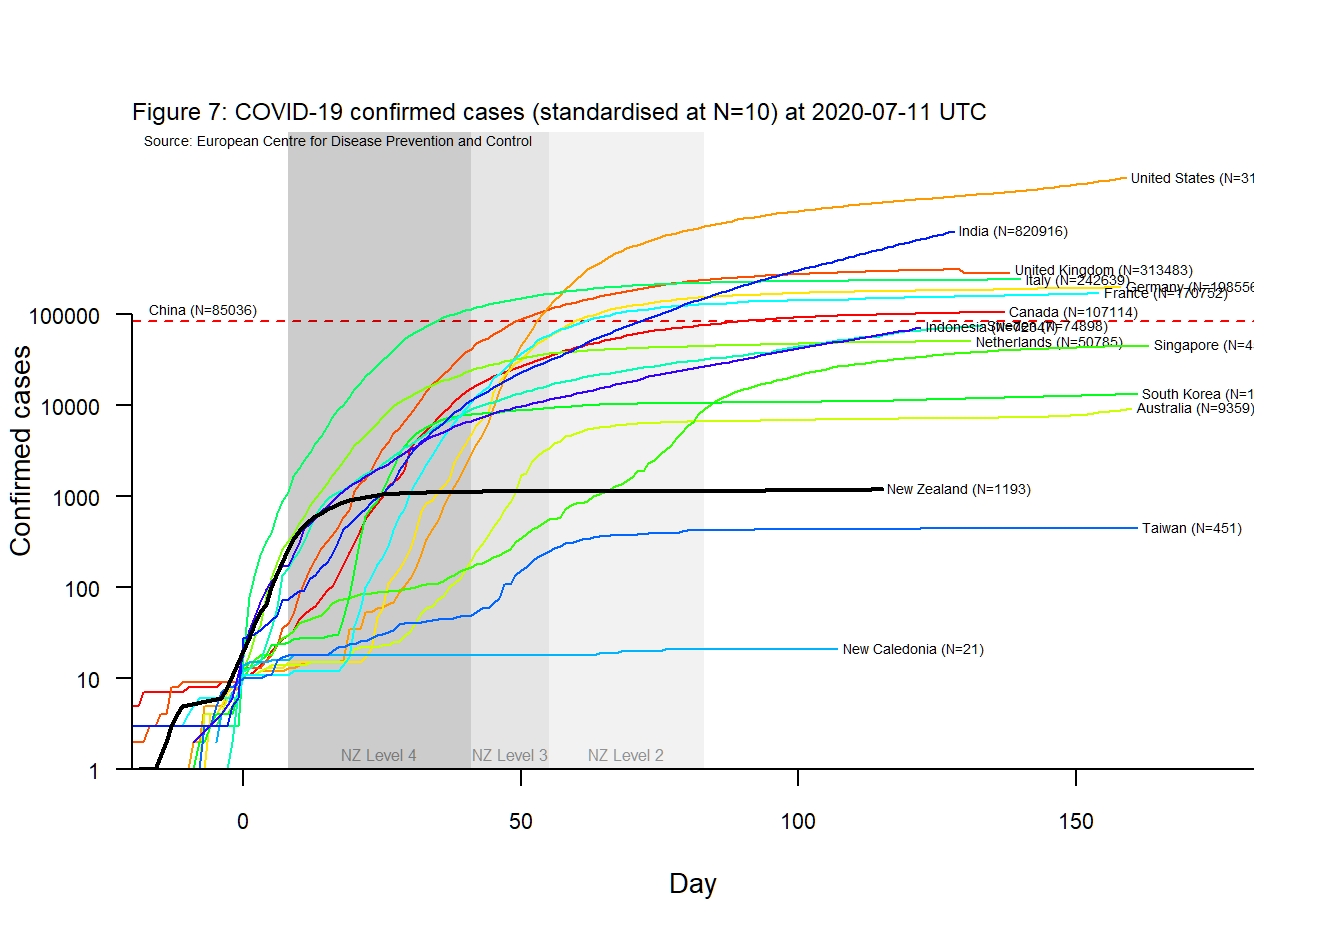 Figure 7: COVID-19 confirmed cases (standardised at N=10) at 2020-07-11 UTC
Source: European Centre for Disease Prevention and Control
United States (N=31
India (N=820916)
United Kingdom (N=313483)
Italy (N=242639)
Germany (N=198556
France (N=170752)
China (N=85036)
Canada (N=107114)
Indonesia
Sweden (N=74898)
Netherlands (N=50785)
Singapore (N=4
South Korea (N=1
Australia (N=9359)
New Zealand (N=1193)
Taiwan (N=451)
New Caledonia (N=21)
NZ Level 4
NZ Level 3
NZ Level 2
Confirmed cases
100000
10000
1000
100
10
1
0
50
100
150
Day